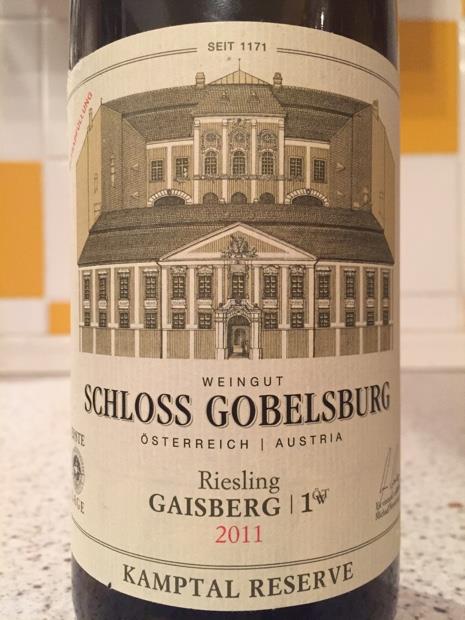 SEIT 1171
WEINGUT
SCHLOSS GOBELSBURG
ÖSTERREICH | AUSTRIA
Riesling
GAISBERG | 1ÖTW
2011
KAMPTAL RESERVE